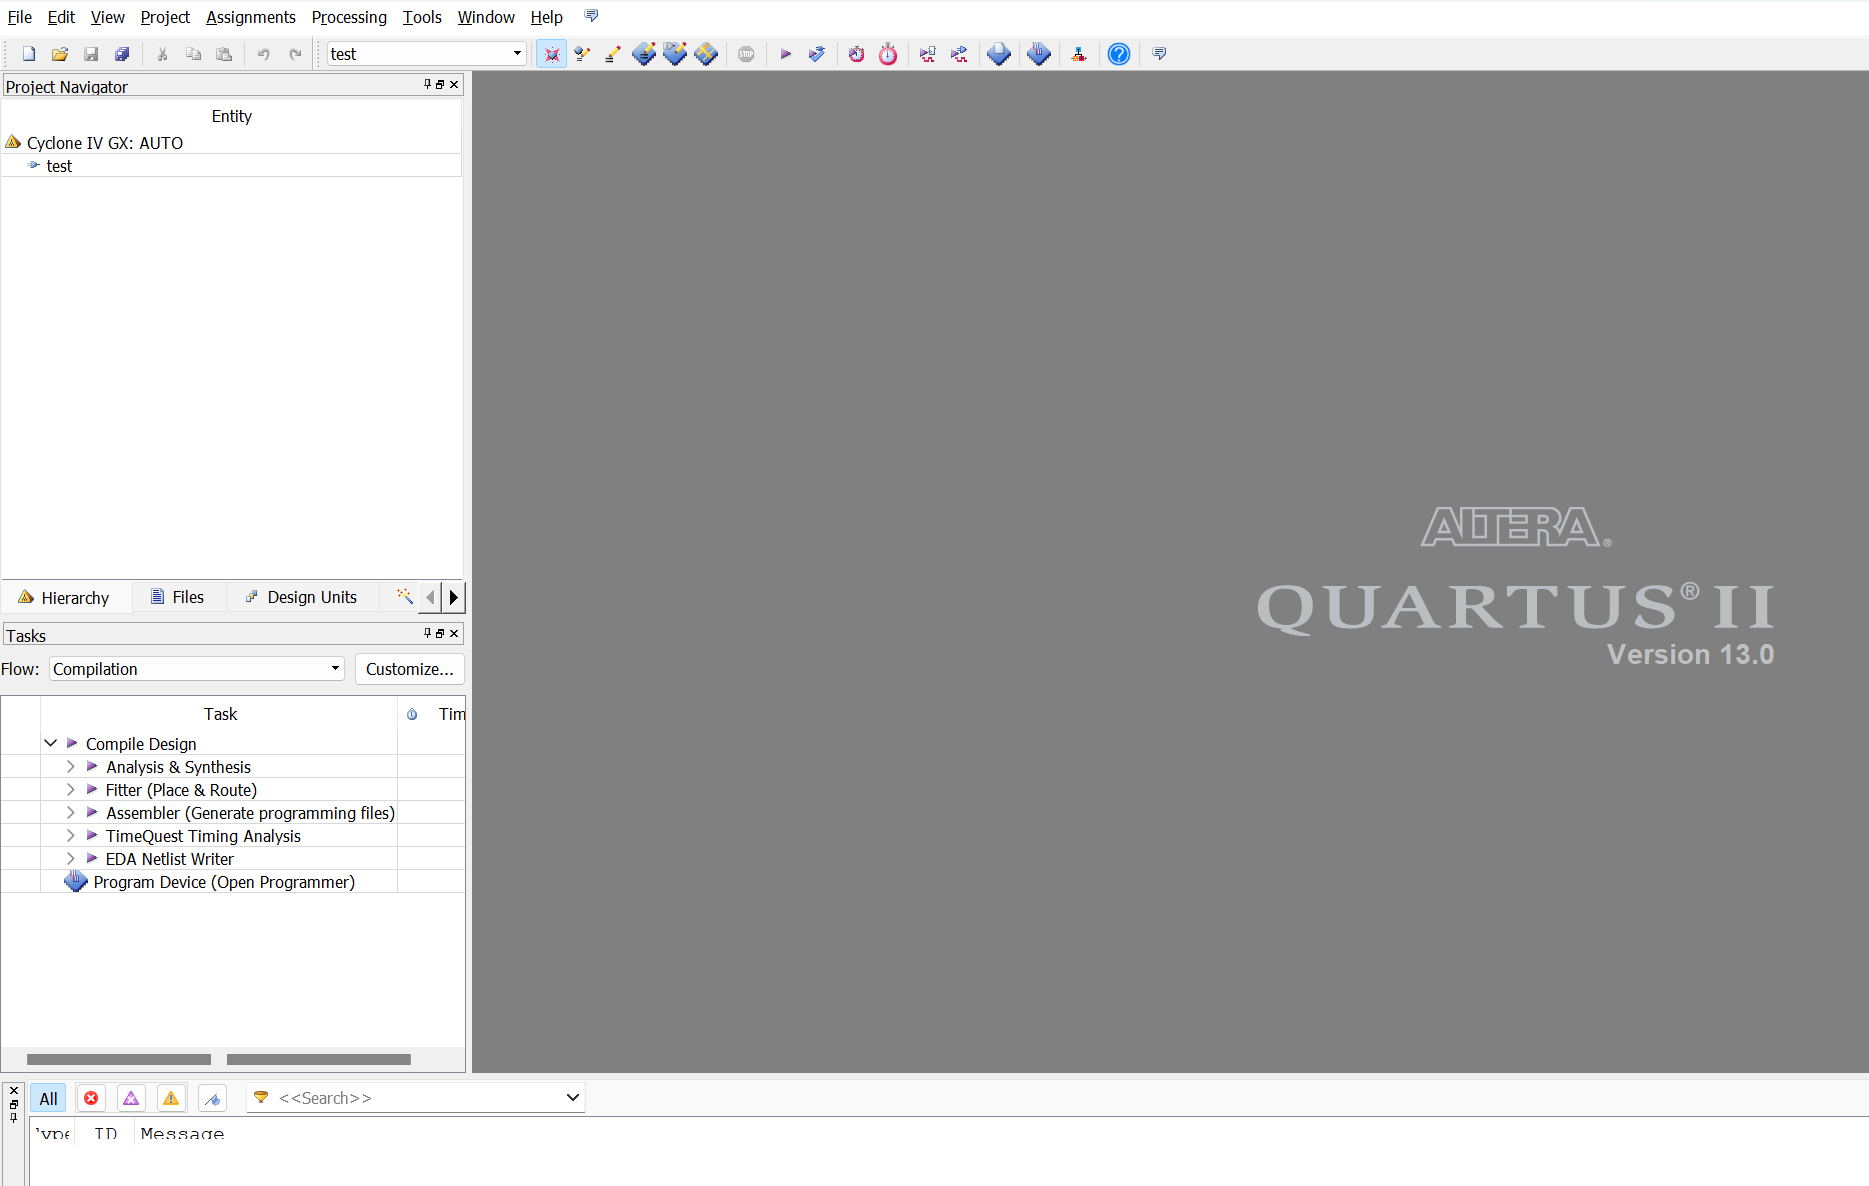 File Edit View Project Assignments Processing Tools Window Help
test
STOP
Project Navigator
Entity
Cyclone IV GX: AUTO
test
Hierarchy Files Design Units
Tasks
Flow: Compilation Customize...
Task Tim
Compile Design
Analysis & Synthesis
Fitter (Place & Route)
Assembler (Generate programming files)
TimeQuest Timing Analysis
EDA Netlist Writer
Program Device (Open Programmer)
ALTERA®
QUARTUS® II
Version 13.0
All <<Search>>
ID Message